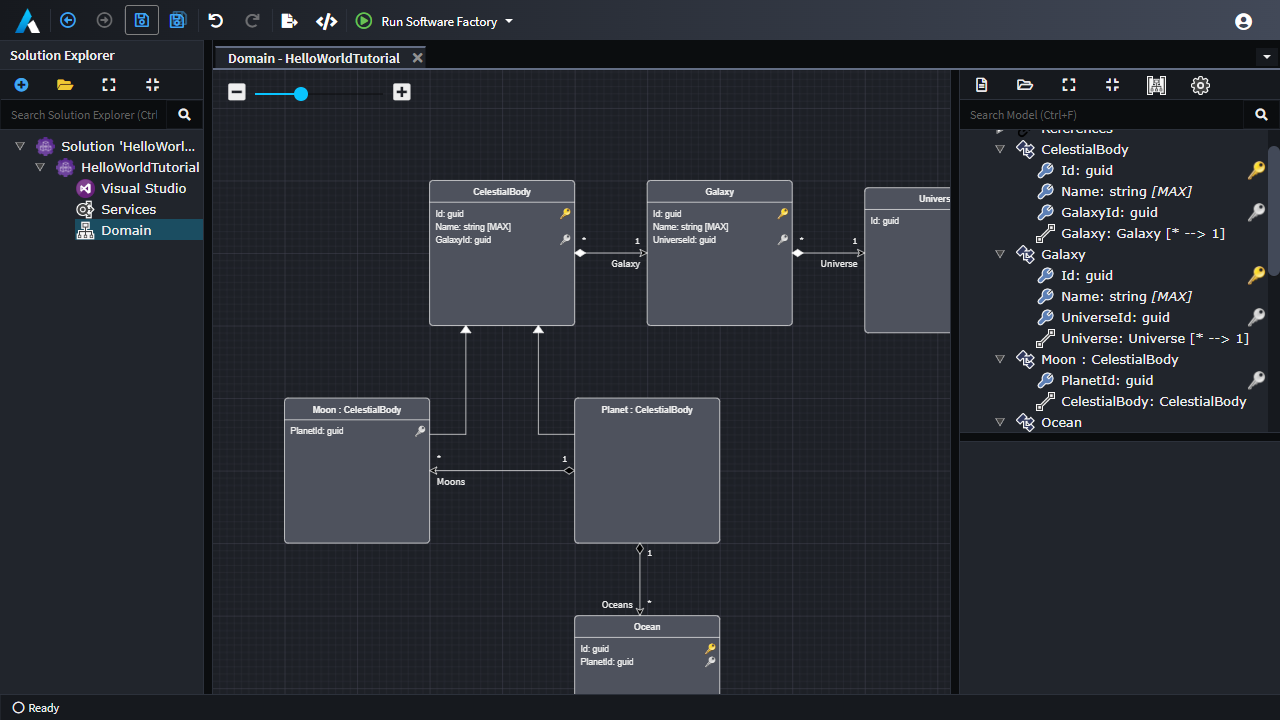 Run Software Factory
Solution Explorer
Search Solution Explorer (Ctrl
Solution 'HelloWorl...
HelloWorldTutorial
Visual Studio
Services
Domain
Domain - HelloWorldTutorial
CelestialBody
Id: guid
Name: string [MAX]
GalaxyId: guid
*
1
Galaxy
Galaxy
Id: guid
Name: string [MAX]
UniverseId: guid
*
1
Universe
Univers
Id: guid
Moon : CelestialBody
PlanetId: guid
*
1
Moons
Planet : CelestialBody
1
Oceans
*
Ocean
Id: guid
PlanetId: guid
Search Model (Ctrl+F)
References
CelestialBody
Id: guid
Name: string [MAX]
GalaxyId: guid
Galaxy: Galaxy [* --> 1]
Galaxy
Id: guid
Name: string [MAX]
UniverseId: guid
Universe: Universe [* --> 1]
Moon : CelestialBody
PlanetId: guid
CelestialBody: CelestialBody
Ocean
Ready